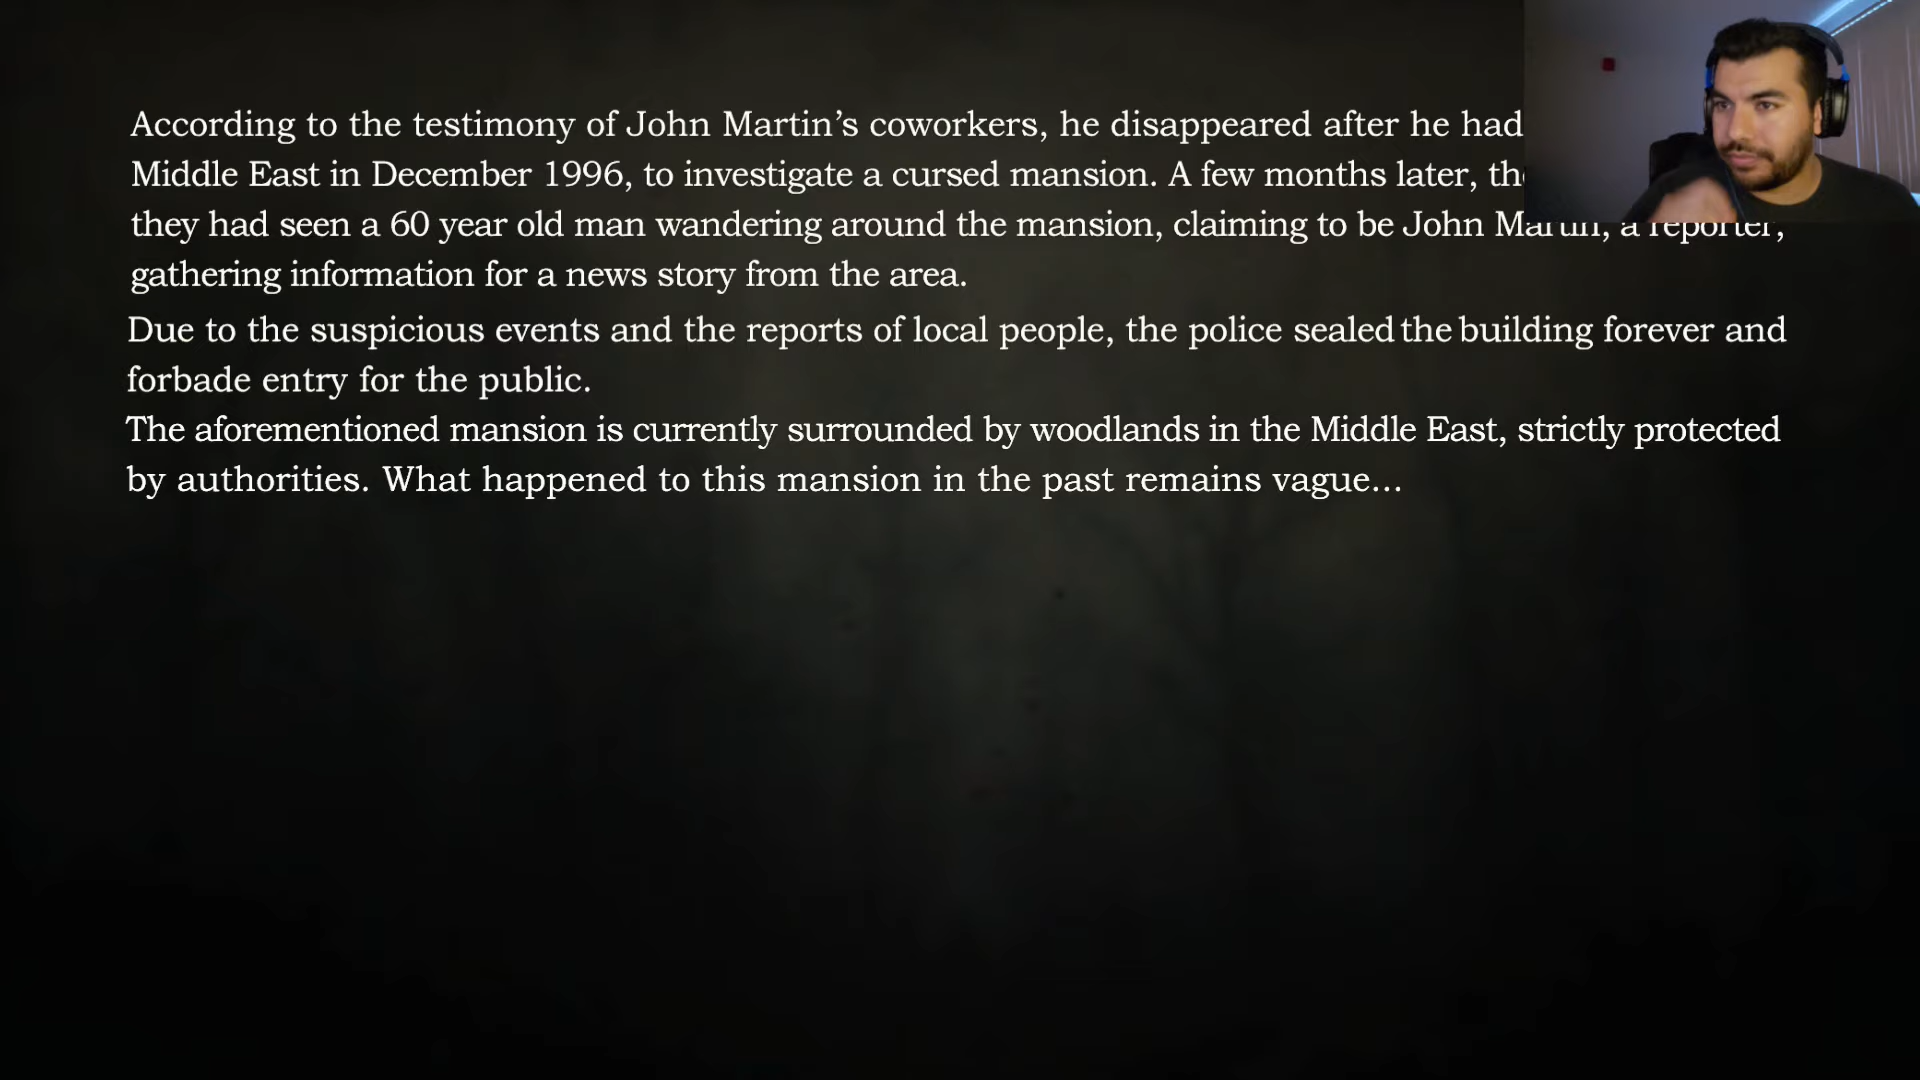 According to the testimony of John Martin’s coworkers, he disappeared after he had
Middle East in December 1996, to investigate a cursed mansion. A few months later,
they had seen a 60 year old man wandering around the mansion, claiming to be John Martin, a reporter,
gathering information for a news story from the area.
Due to the suspicious events and the reports of local people, the police sealed the building forever and
forbade entry for the public.
The aforementioned mansion is currently surrounded by woodlands in the Middle East, strictly protected
by authorities. What happened to this mansion in the past remains vague...